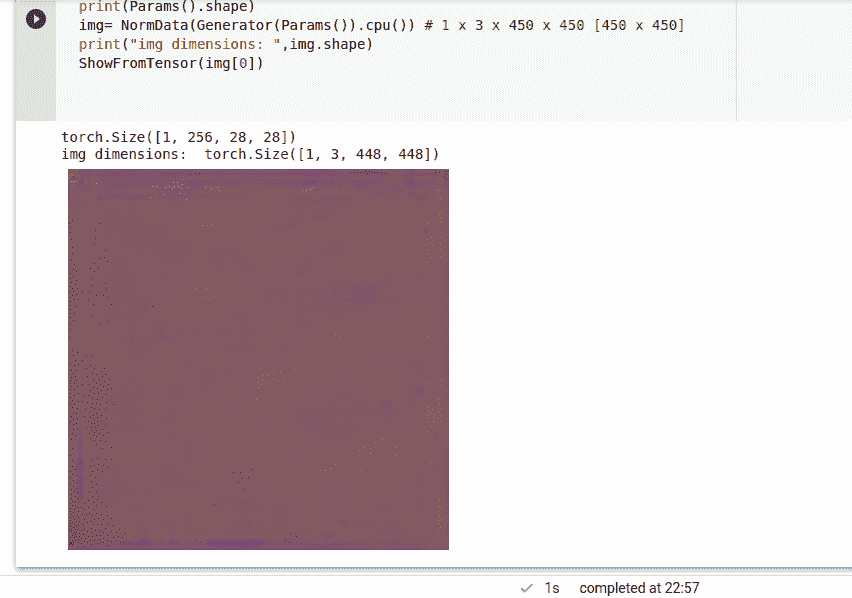 print(Params().shape)
img= NormData(Generator(Params()).cpu()) # 1 x 3 x 450 x 450 [450 x 450]
print("img dimensions: ",img.shape)
ShowFromTensor(img[0])
torch.Size([1, 256, 28, 28])
img dimensions:  torch.Size([1, 3, 448, 448])
1s completed at 22:57